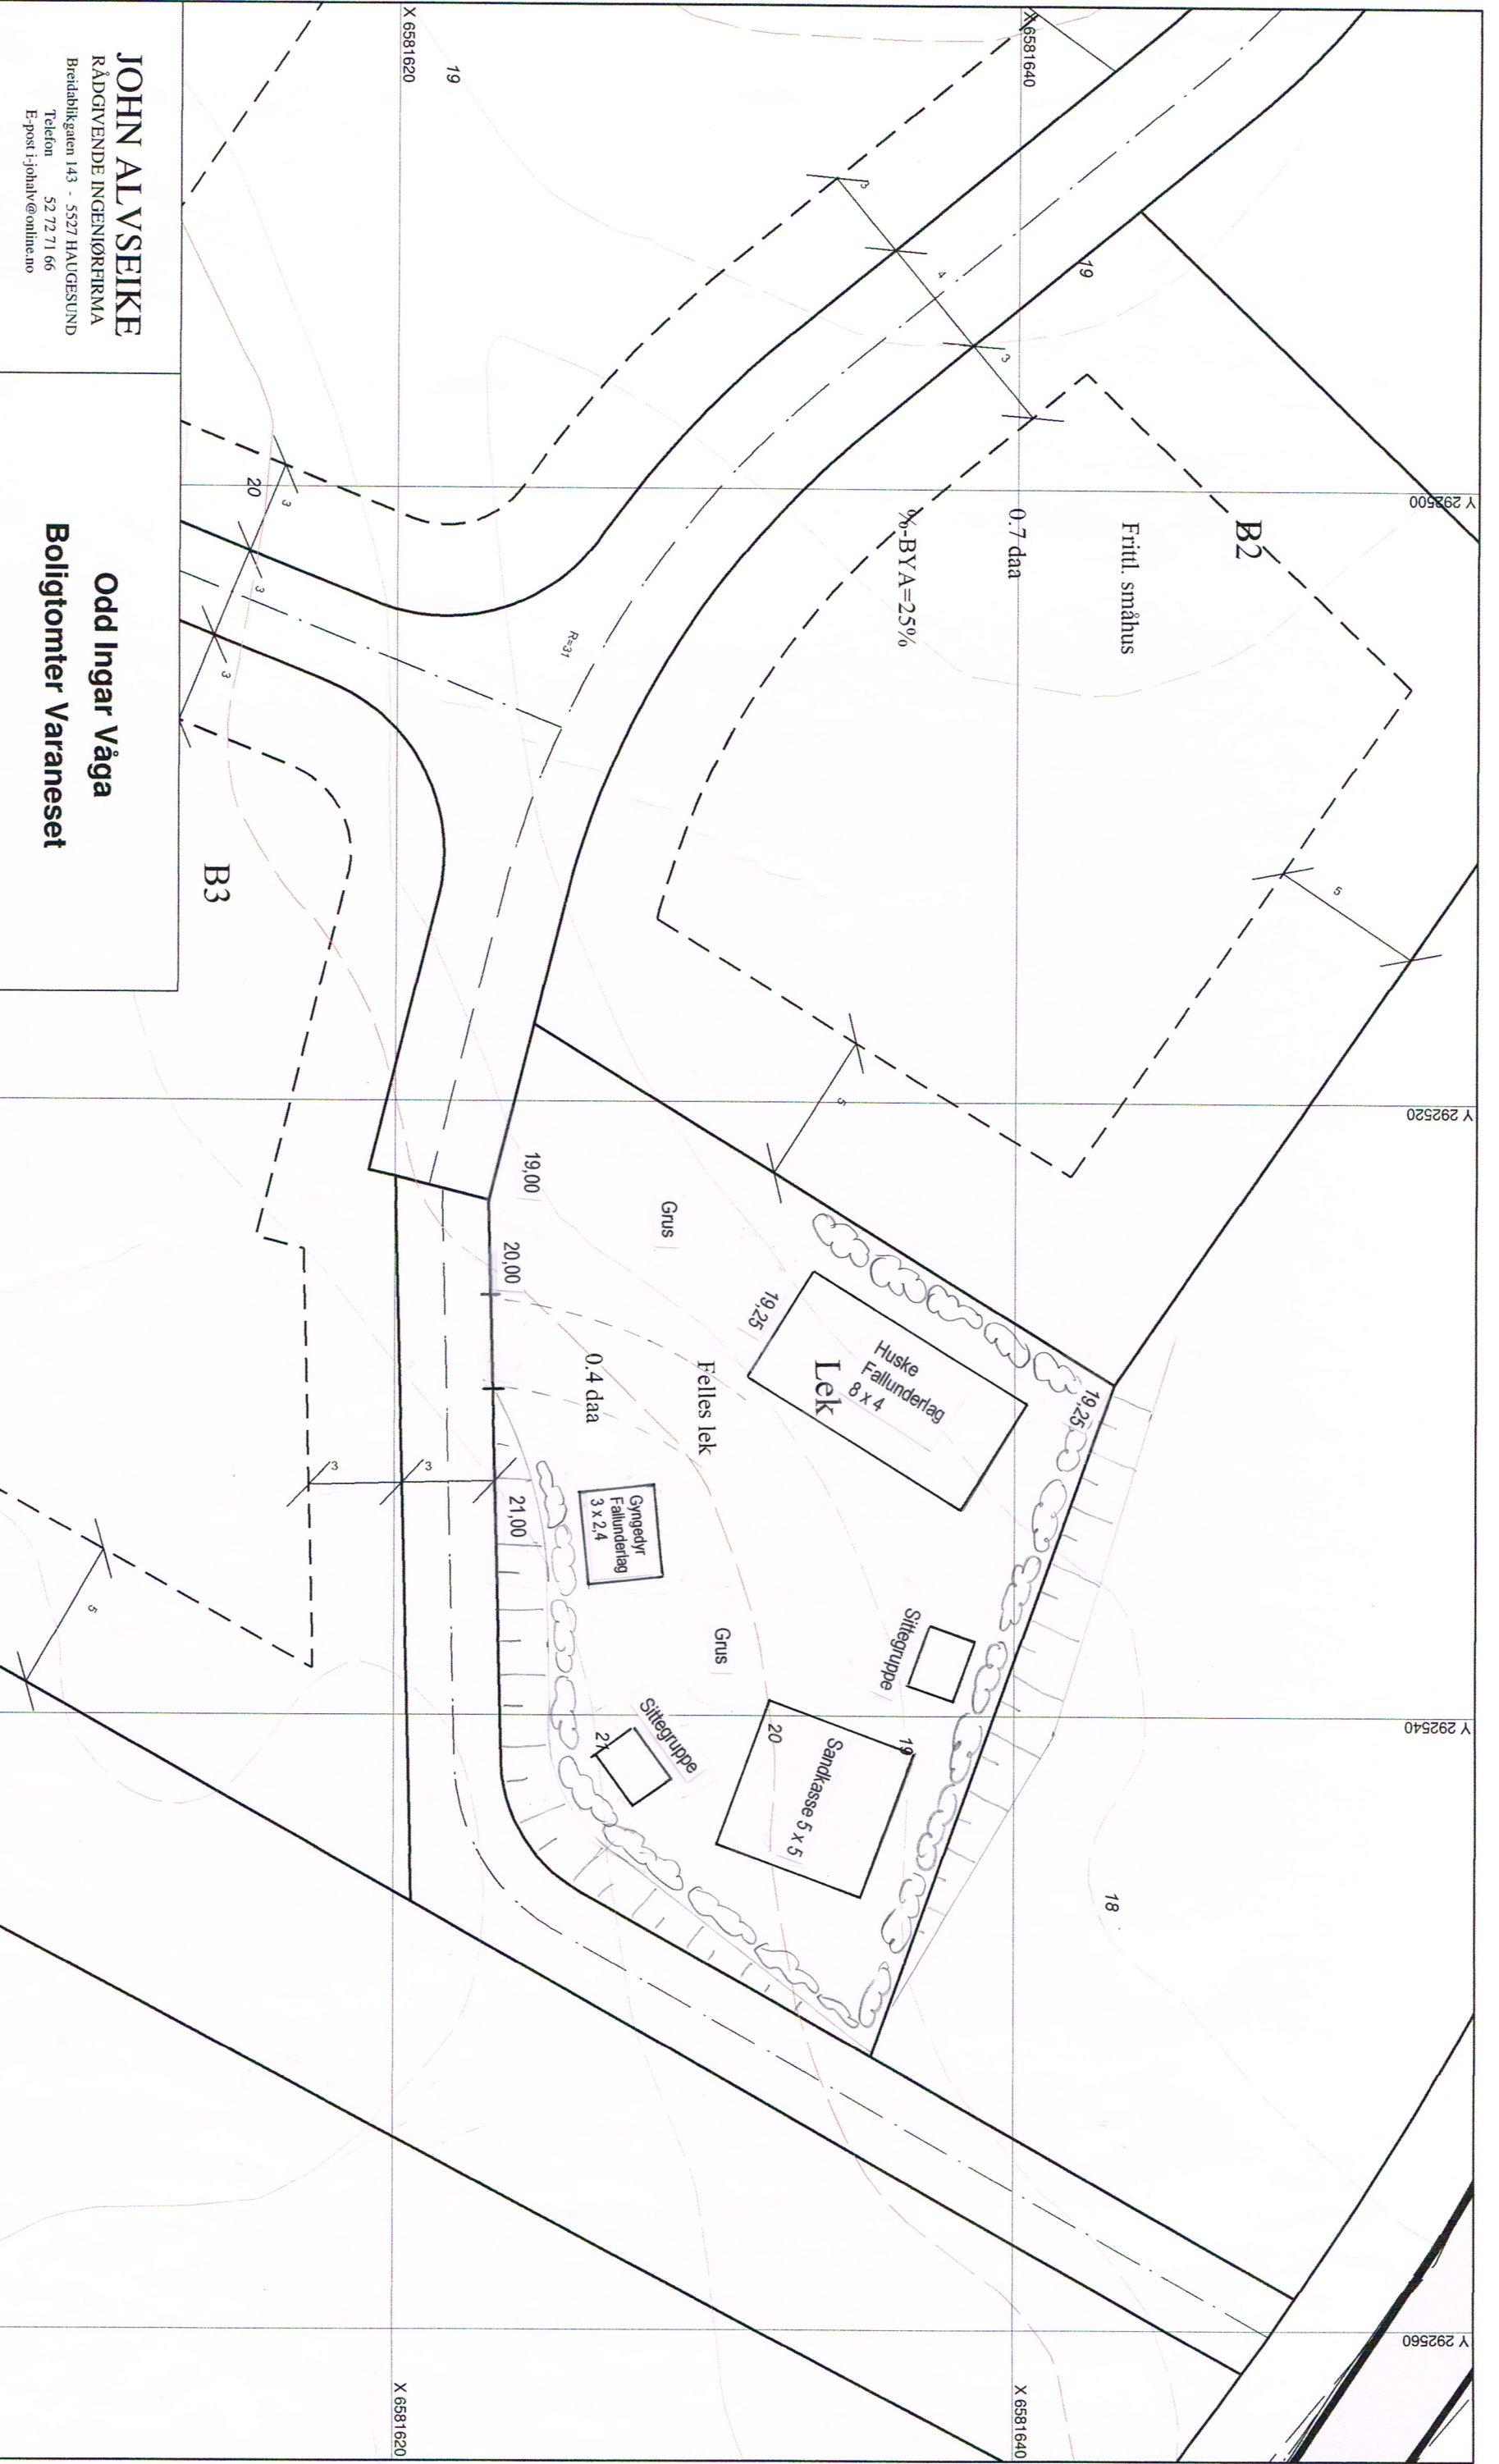 X 6581620
X 6581640
19
19
3
4
3
Y 292500
B2
Frittl. småhus
0.7 daa
%-BYA=25%
5
5
R=31
20
3
3
3
B3
Y 292520
19,00
Grus
20,00
19,25
Huske
Fallunderlag
8 x 4
Lek
Felles lek
0.4 daa
19,25
3
3
21,00
Gyngedyr
Fallunderlag
3 x 2,4
Grus
Sittegruppe
Sittegruppe
21
20
19
Sandkasse 5 x 5
Y 292540
18
5
Y 292560
X 6581620
X 6581640
JOHN ALVSEIKE
RÅDGIVENDE INGENIØRFIRMA
Breidablikgaten 143 - 5527 HAUGESUND
Telefon 52 72 71 66
E-post i-johalv@online.no
Odd Ingar Våga
Boligtomter Varaneset